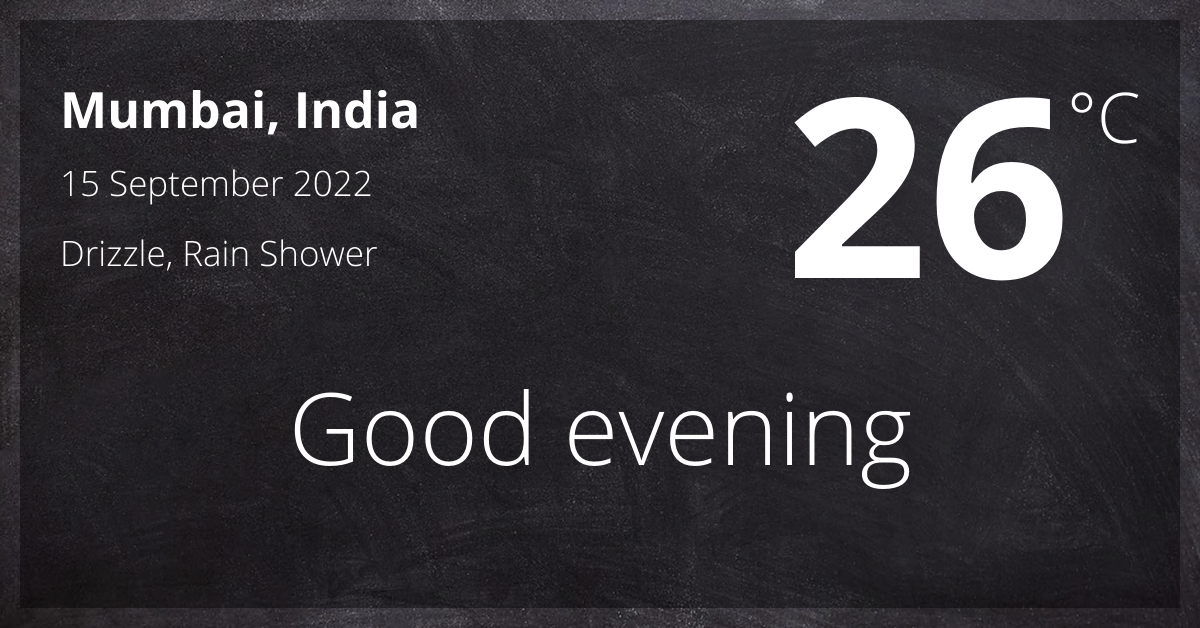 Mumbai, India
15 September 2022
Drizzle, Rain Shower
26 °C
Good evening